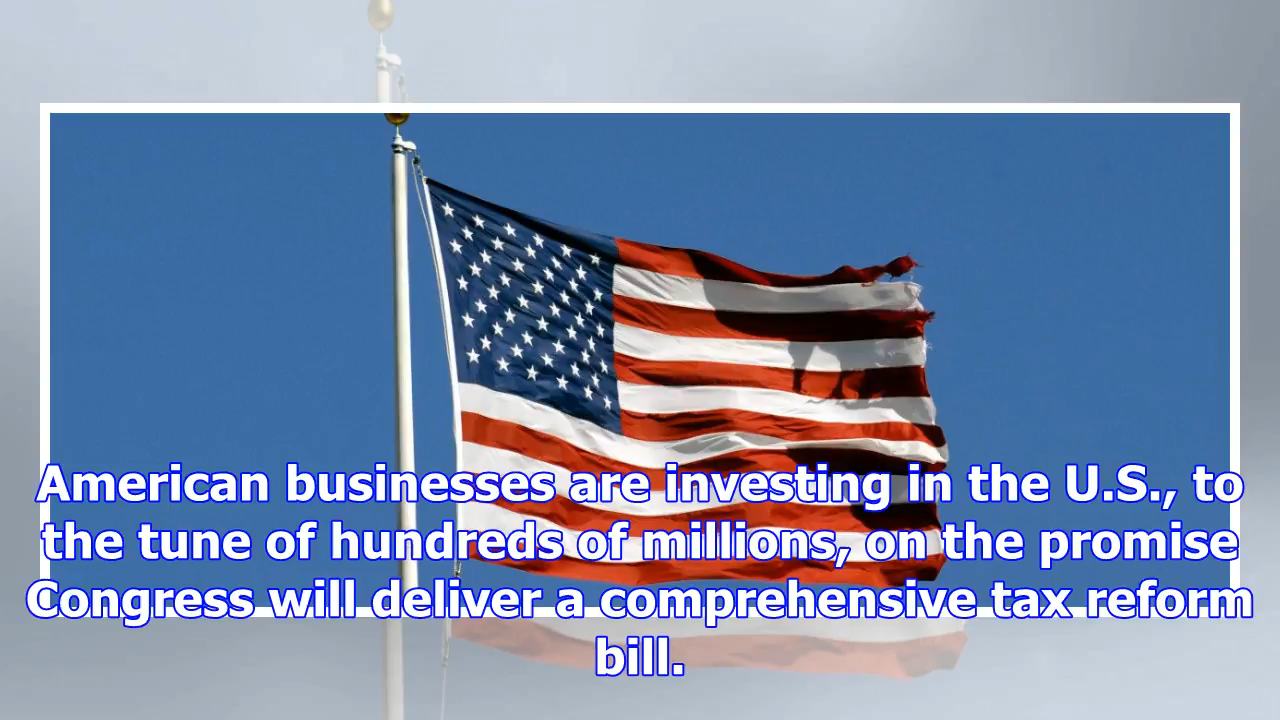 American businesses are investing in the U.S., to
the tune of hundreds of millions, on the promise
Congress will deliver a comprehensive tax reform
bill.